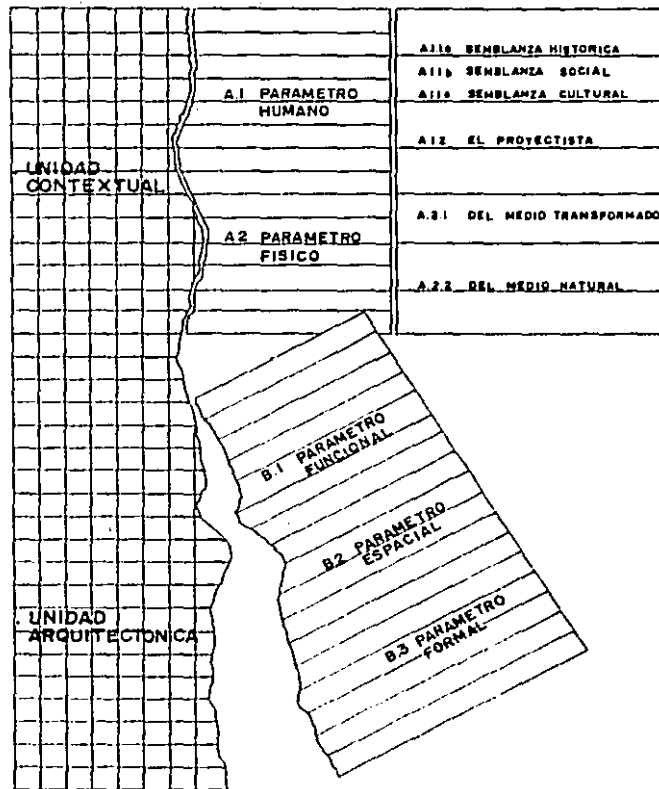 UNIDAD
CONTEXTUAL
A.1 PARAMETRO
HUMANO
A.1.1a SEMBLANZA HISTORICA
A.1.1b SEMBLANZA SOCIAL
A.1.1c SEMBLANZA CULTURAL
A.1.2 EL PROYECTISTA
A.2 PARAMETRO
FISICO
A.2.1 DEL MEDIO TRANSFORMADO
A.2.2 DEL MEDIO NATURAL
B.1 PARAMETRO
FUNCIONAL
B.2 PARAMETRO
ESPACIAL
B.3 PARAMETRO
FORMAL
UNIDAD
ARQUITECTONICA